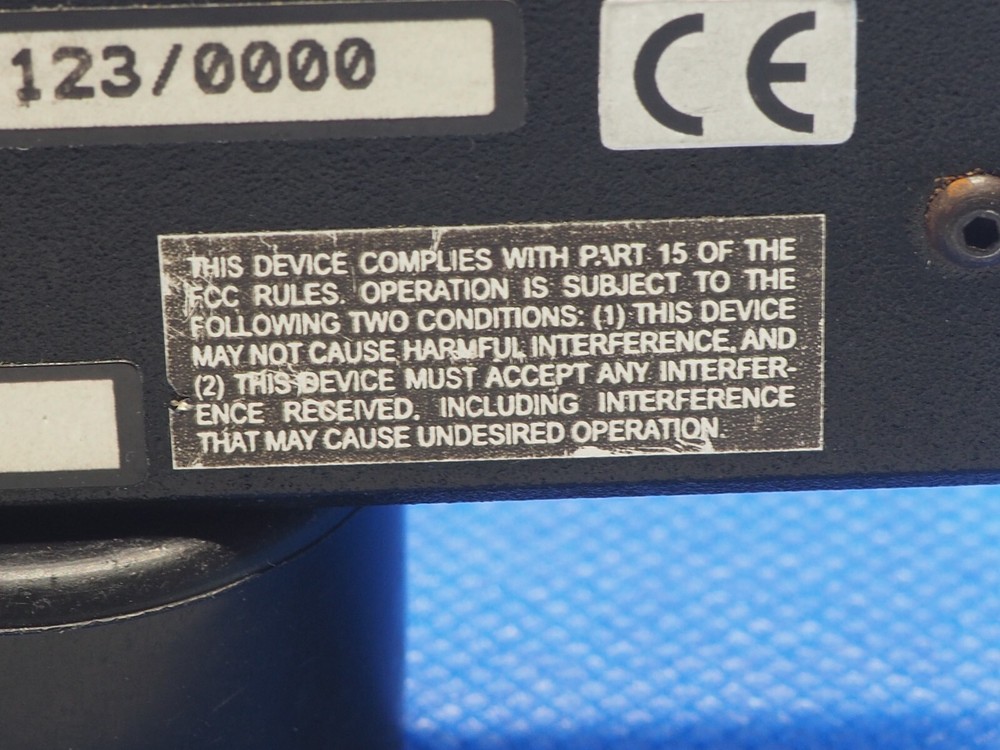 123/0000
CE
THIS DEVICE COMPLIES WITH PART 15 OF THE
FCC RULES. OPERATION IS SUBJECT TO THE
FOLLOWING TWO CONDITIONS: (1) THIS DEVICE
MAY NOT CAUSE HARMFUL INTERFERENCE, AND
(2) THIS DEVICE MUST ACCEPT ANY INTERFER-
ENCE RECEIVED, INCLUDING INTERFERENCE
THAT MAY CAUSE UNDESIRED OPERATION.